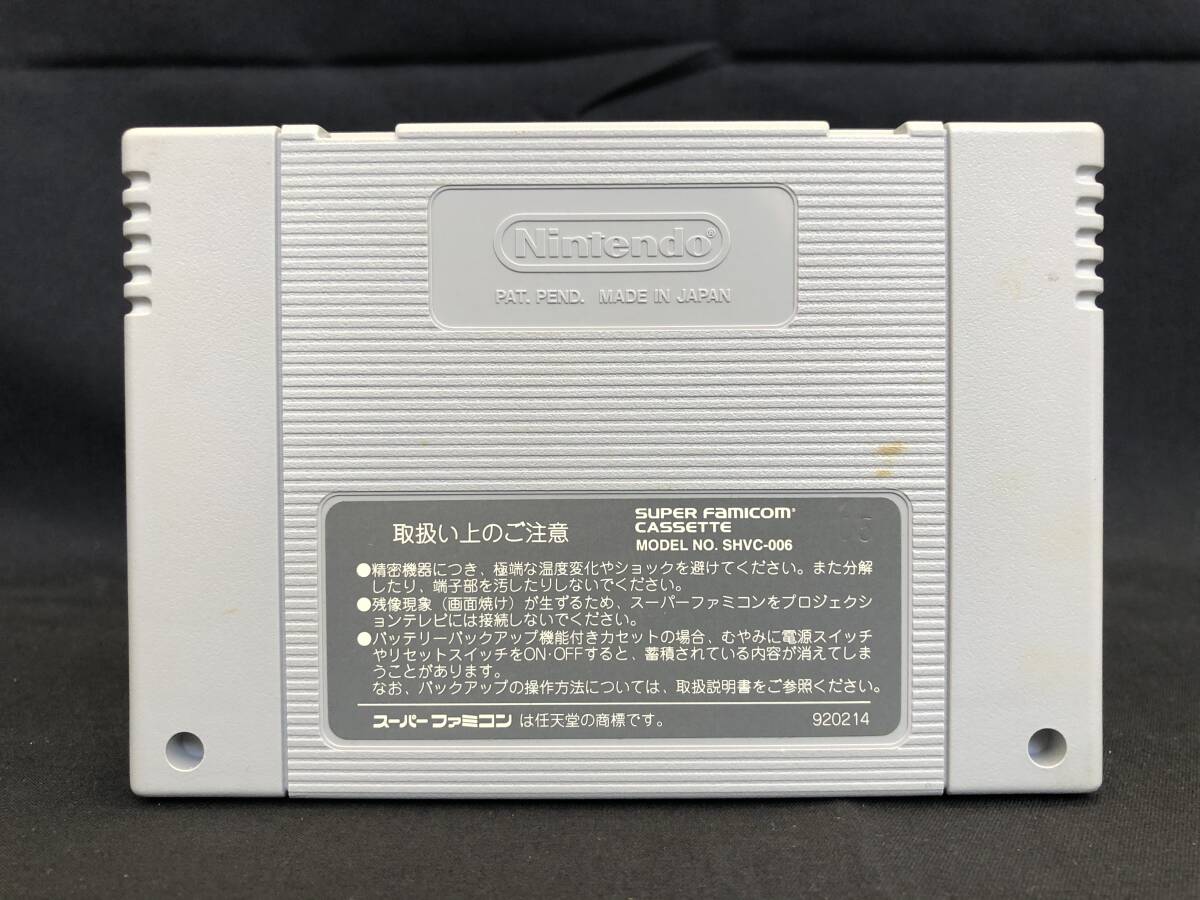 Nintendo®
PAT. PEND. MADE IN JAPAN
取扱い上のご注意
SUPER FAMICOM®
CASSETTE
MODEL NO. SHVC-006
●精密機器につき、極端な温度変化やショックを避けてください。また分解
したり、端子部を汚したりしないでください。
●残像現象（画面焼け）が生ずるため、スーパーファミコンをプロジェクシ
ョンテレビには接続しないでください。
●バッテリーバックアップ機能付きカセットの場合、むやみに電源スイッチ
やリセットスイッチをON・OFFすると、蓄積されている内容が消えてしま
うことがあります。
なお、バックアップの操作方法については、取扱説明書をご参照ください。
スーパーファミコン は任天堂の商標です。
920214